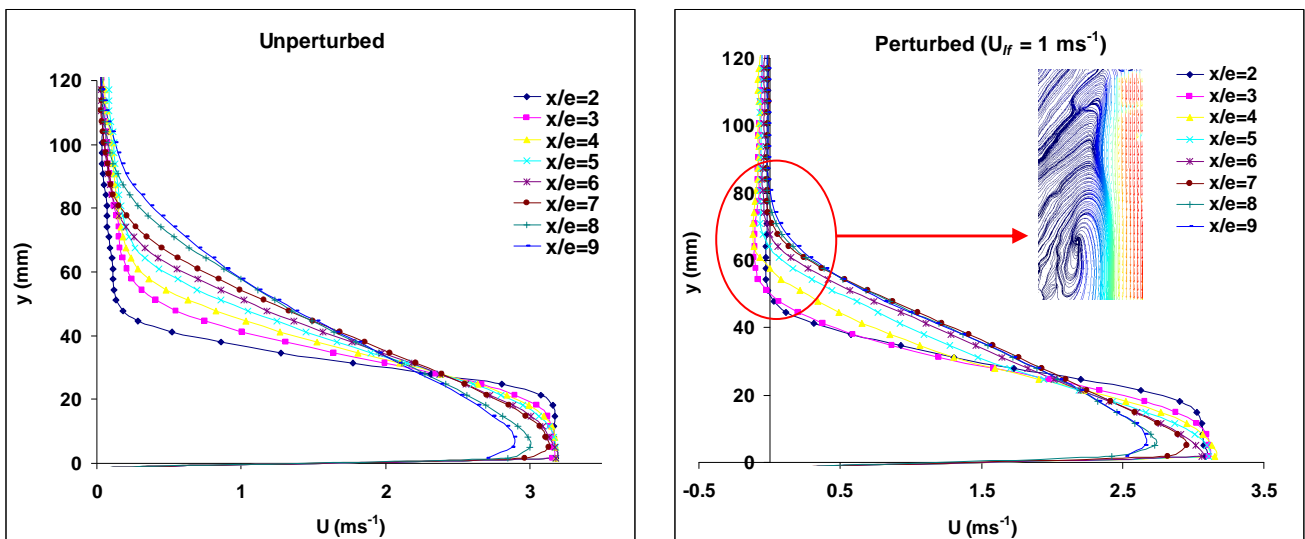 Unperturbed
120
100
80
60
40
20
0
y (mm)
0 1 2 3
U (ms⁻¹)
x/e=2
x/e=3
x/e=4
x/e=5
x/e=6
x/e=7
x/e=8
x/e=9
Perturbed (Ulf = 1 ms⁻¹)
120
100
80
60
40
20
0
y (mm)
-0.5 0.5 1.5 2.5 3.5
U (ms⁻¹)
x/e=2
x/e=3
x/e=4
x/e=5
x/e=6
x/e=7
x/e=8
x/e=9